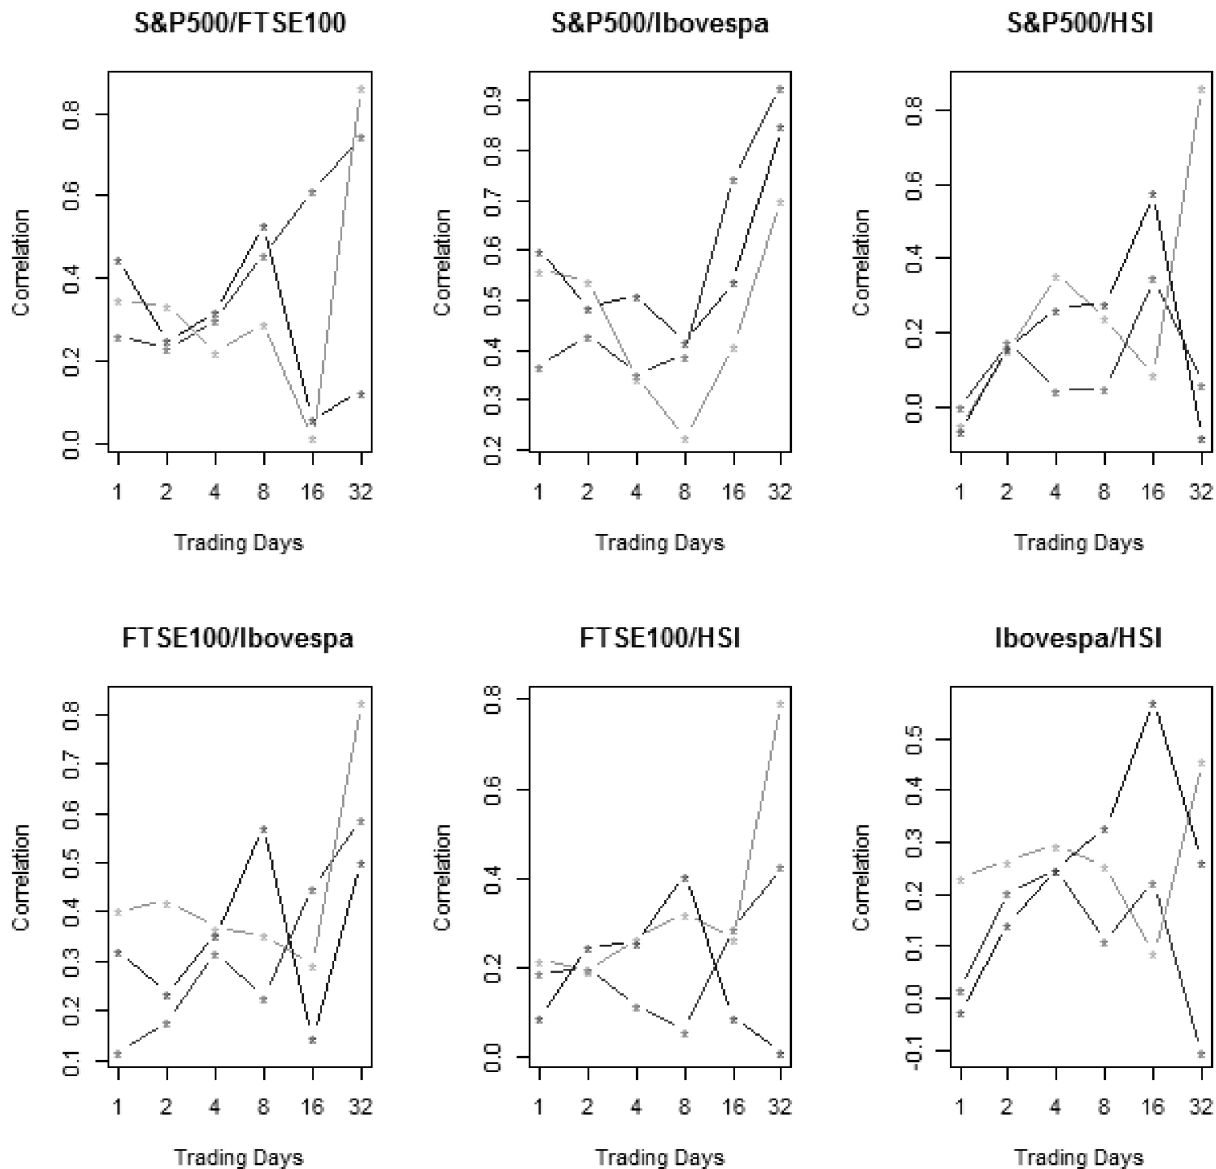 S&P500/FTSE100
S&P500/Ibovespa
S&P500/HSI
Correlation
0.0 0.2 0.4 0.6 0.8
1 2 4 8 16 32
Trading Days
Correlation
0.2 0.3 0.4 0.5 0.6 0.7 0.8 0.9
1 2 4 8 16 32
Trading Days
Correlation
0.0 0.2 0.4 0.6 0.8
1 2 4 8 16 32
Trading Days
FTSE100/Ibovespa
FTSE100/HSI
Ibovespa/HSI
Correlation
0.1 0.2 0.3 0.4 0.5 0.6 0.7 0.8
1 2 4 8 16 32
Trading Days
Correlation
0.0 0.2 0.4 0.6 0.8
1 2 4 8 16 32
Trading Days
Correlation
-0.1 0.0 0.1 0.2 0.3 0.4 0.5
1 2 4 8 16 32
Trading Days